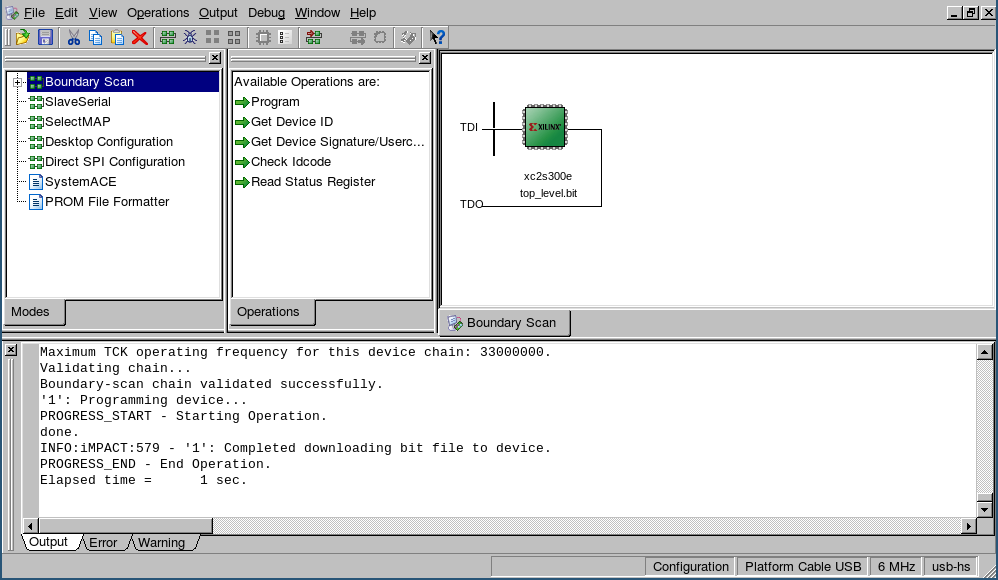 File Edit View Operations Output Debug Window Help
Boundary Scan
SlaveSerial
SelectMAP
Desktop Configuration
Direct SPI Configuration
SystemACE
PROM File Formatter
Modes
Available Operations are:
Program
Get Device ID
Get Device Signature/Userc...
Check Idcode
Read Status Register
Operations
TDI
XILINX
xc2s300e
top_level.bit
TDO
Boundary Scan
Maximum TCK operating frequency for this device chain: 33000000.
Validating chain...
Boundary-scan chain validated successfully.
'1': Programming device...
PROGRESS_START - Starting Operation.
done.
INFO:iMPACT:579 - '1': Completed downloading bit file to device.
PROGRESS_END - End Operation.
Elapsed time =      1 sec.
Output Error Warning
Configuration Platform Cable USB 6 MHz usb-hs